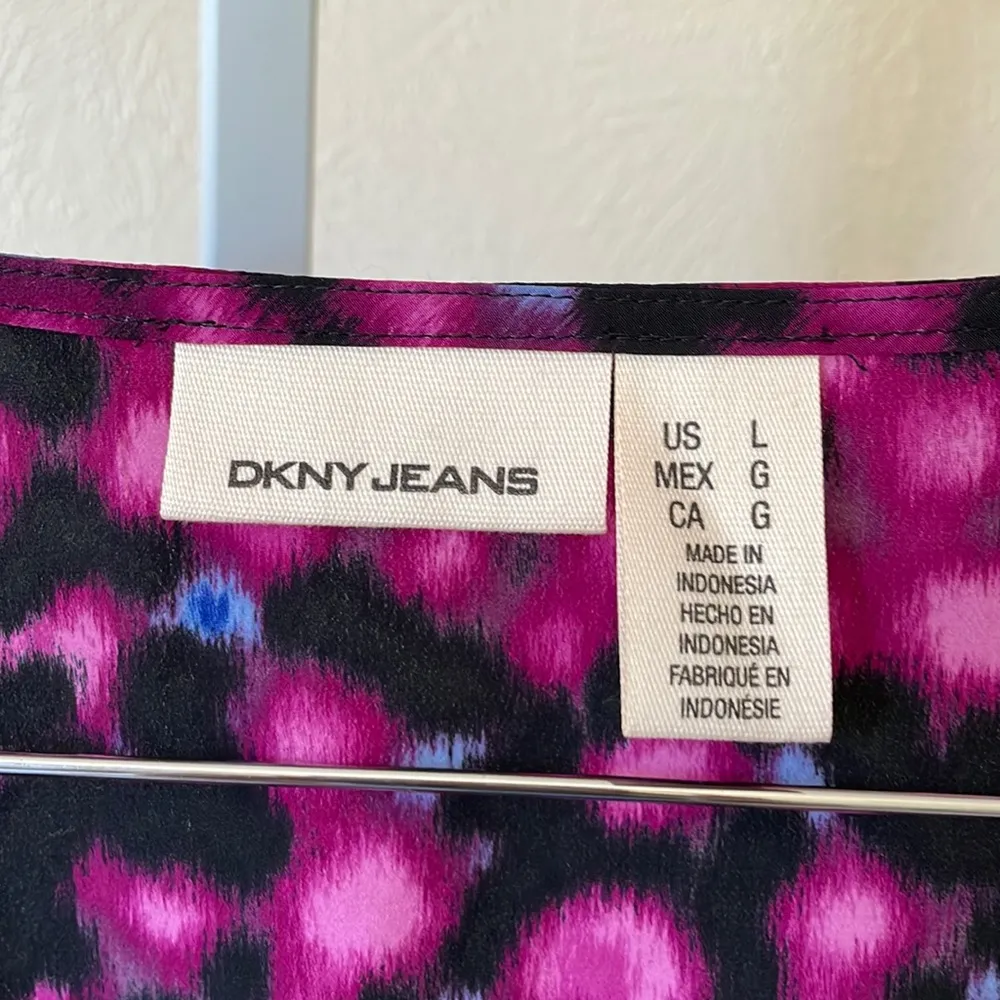 DKNY JEANS
US L
MEX G
CA G
MADE IN
INDONESIA
HECHO EN
INDONESIA
FABRIQUÉ EN
INDONÉSIE